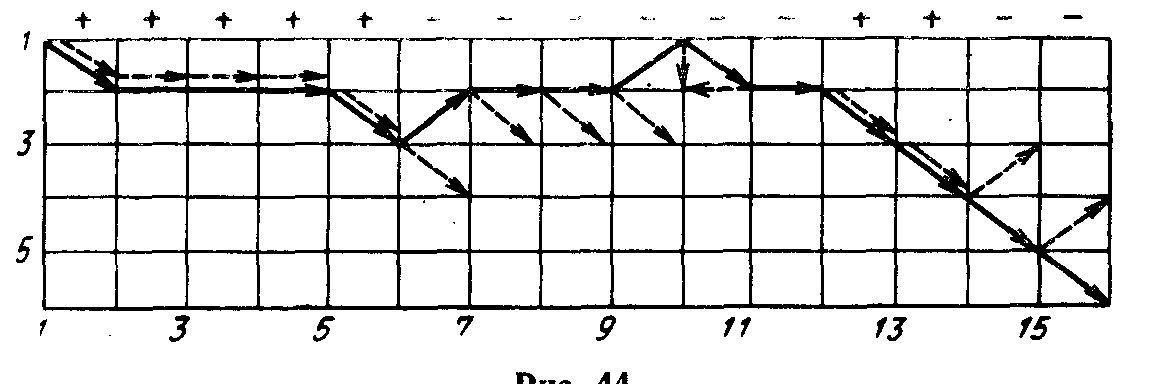 + + + + + - - - - - - + + - -
1
3
5
1 3 5 7 9 11 13 15
Рис. 44